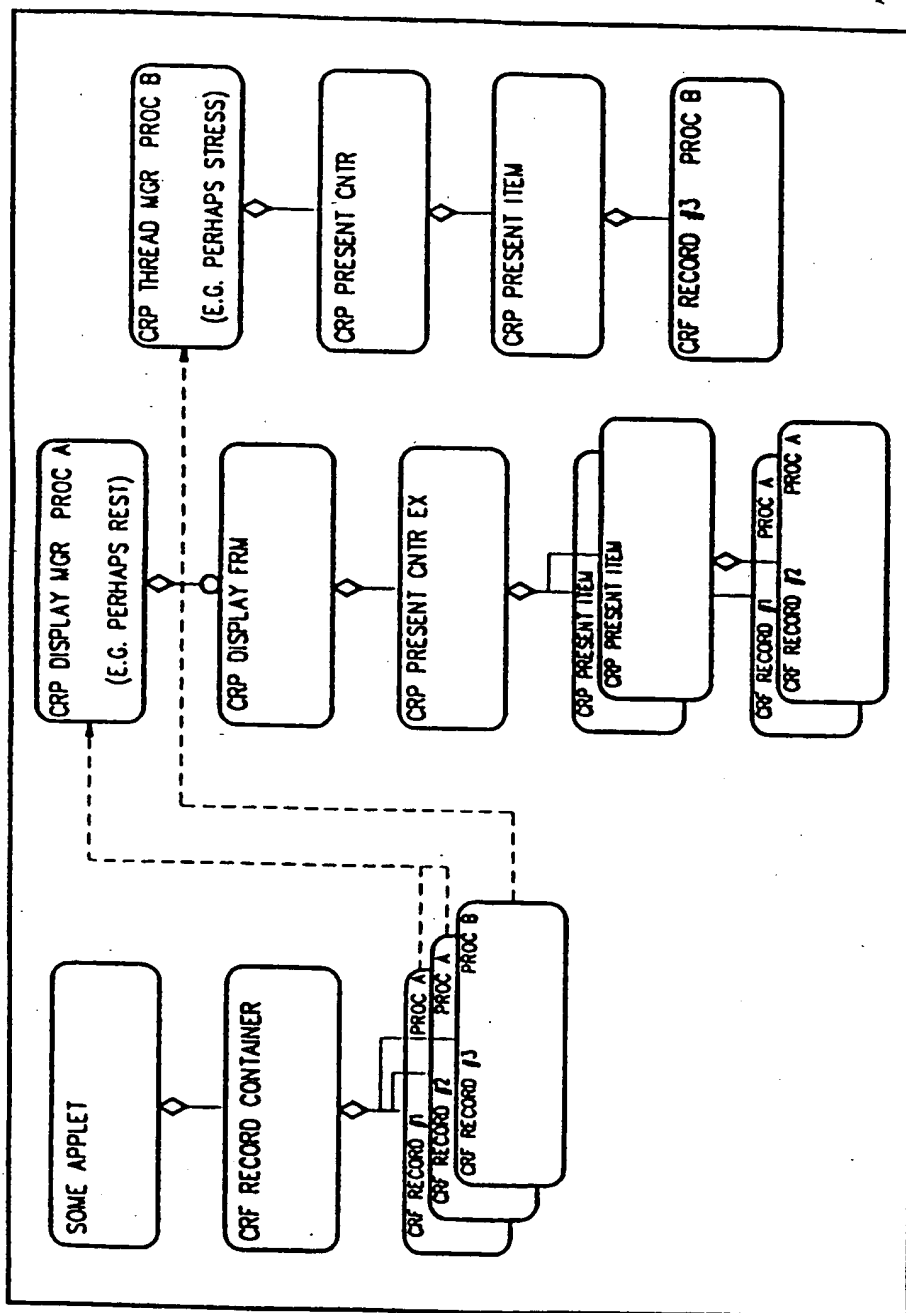 SOME APPLET
CRF RECORD CONTAINER
CRF RECORD #1 PROC A
CRF RECORD #2 PROC A
CRF RECORD #3 PROC B
CRP DISPLAY MGR PROC A
(E.G. PERHAPS REST)
CRP DISPLAY FRM
CRP PRESENT CNTR EX
CRP PRESENT ITEM
CRP PRESENT ITEM
CRF RECORD #1 PROC A
CRF RECORD #2 PROC A
CRP THREAD MGR PROC B
(E.G. PERHAPS STRESS)
CRP PRESENT CNTR
CRP PRESENT ITEM
CRF RECORD #3 PROC B